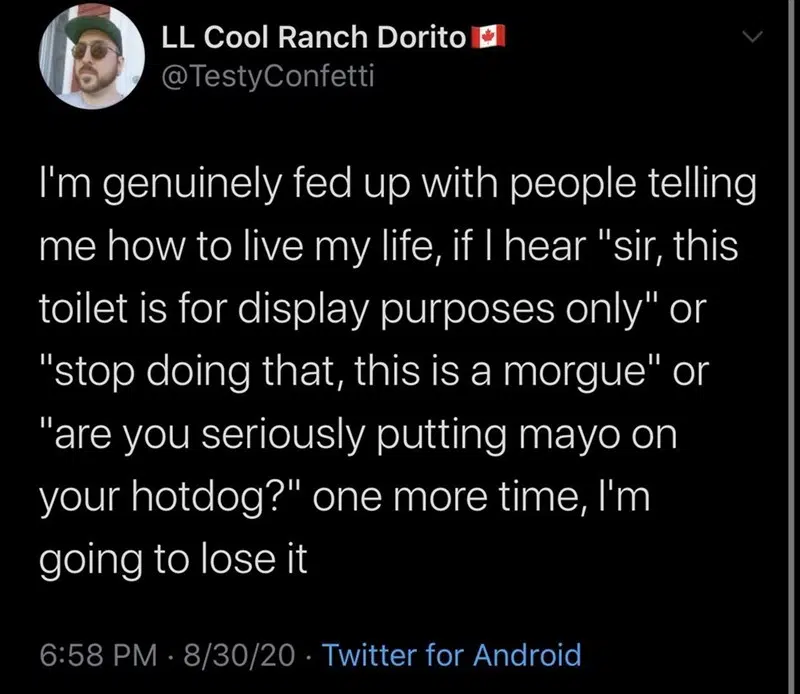 LL Cool Ranch Dorito🇨🇦
@TestyConfetti
I'm genuinely fed up with people telling
me how to live my life, if I hear "sir, this
toilet is for display purposes only" or
"stop doing that, this is a morgue" or
"are you seriously putting mayo on
your hotdog?" one more time, I'm
going to lose it
6:58 PM · 8/30/20 · Twitter for Android